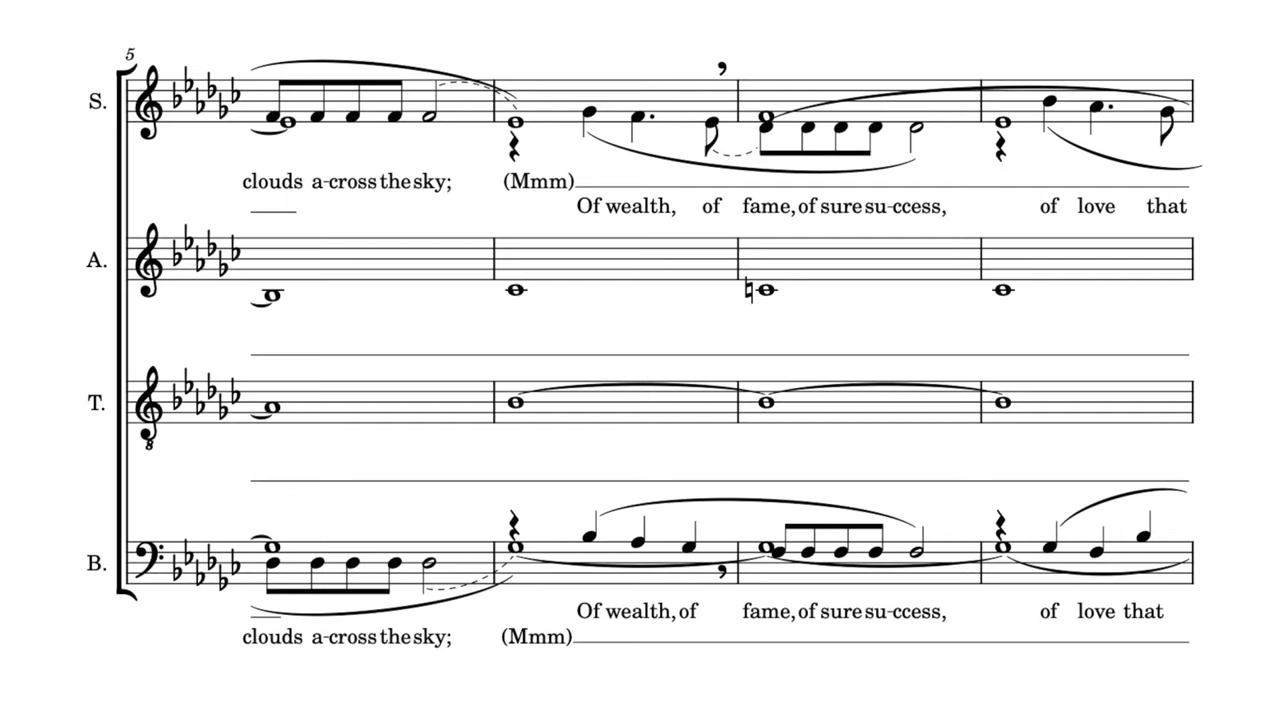 5
S.
clouds a-cross the sky; (Mmm)
Of wealth, of fame, of sure su-ccess, of love that
A.
T.
8
B.
Of wealth, of fame, of sure su-ccess, of love that
clouds a-cross the sky; (Mmm)